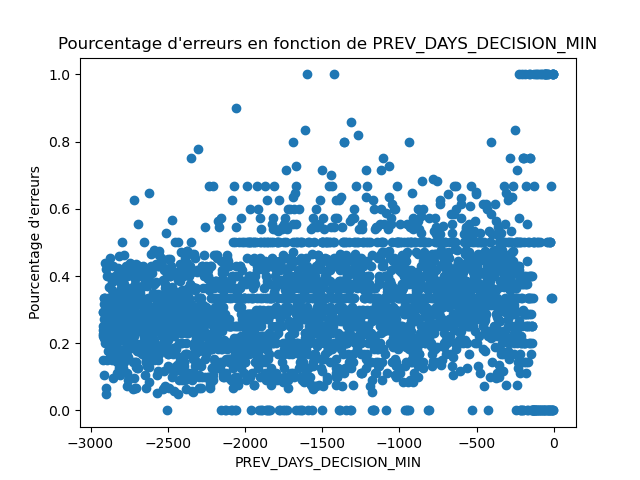 Pourcentage d'erreurs en fonction de PREV_DAYS_DECISION_MIN
1.0
0.8
0.6
0.4
0.2
0.0
Pourcentage d'erreurs
−3000 −2500 −2000 −1500 −1000 −500 0
PREV_DAYS_DECISION_MIN